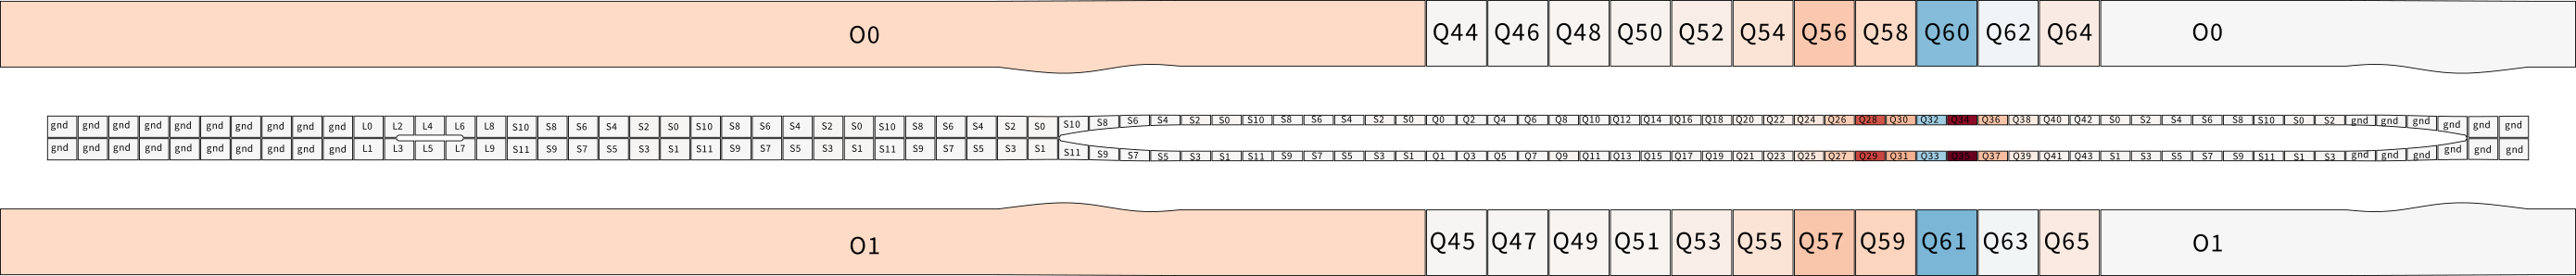 O0 Q44 Q46 Q48 Q50 Q52 Q54 Q56 Q58 Q60 Q62 Q64 O0
gnd gnd gnd gnd gnd gnd gnd gnd gnd gnd L0 L2 L4 L6 L8 S10 S8 S6 S4 S2 S0 S10 S8 S6 S4 S2 S0 S10 S8 S6 S4 S2 S0 S10 S8 S6 S4 S2 S0 S10 S8 S6 S4 S2 S0 Q0 Q2 Q4 Q6 Q8 Q10 Q12 Q14 Q16 Q18 Q20 Q22 Q24 Q26 Q28 Q30 Q32 Q34 Q36 Q38 Q40 Q42 S0 S2 S4 S6 S8 S10 S0 S2 gnd gnd gnd gnd gnd gnd
gnd gnd gnd gnd gnd gnd gnd gnd gnd gnd L1 L3 L5 L7 L9 S11 S9 S7 S5 S3 S1 S11 S9 S7 S5 S3 S1 S11 S9 S7 S5 S3 S1 S11 S9 S7 S5 S3 S1 S11 S9 S7 S5 S3 S1 Q1 Q3 Q5 Q7 Q9 Q11 Q13 Q15 Q17 Q19 Q21 Q23 Q25 Q27 Q29 Q31 Q33 Q35 Q37 Q39 Q41 Q43 S1 S3 S5 S7 S9 S11 S1 S3 gnd gnd gnd gnd gnd gnd
O1 Q45 Q47 Q49 Q51 Q53 Q55 Q57 Q59 Q61 Q63 Q65 O1